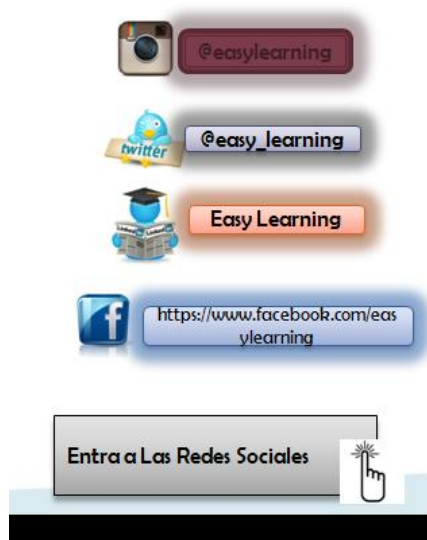 @easylearning
twitter
@easy_learning
Easy Learning
https://www.facebook.com/eas
ylearning
Entra a Las Redes Sociales